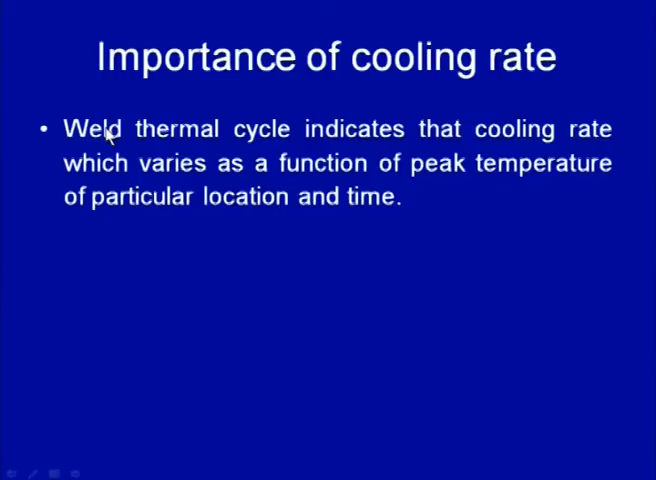 Importance of cooling rate
• Weld thermal cycle indicates that cooling rate
which varies as a function of peak temperature
of particular location and time.